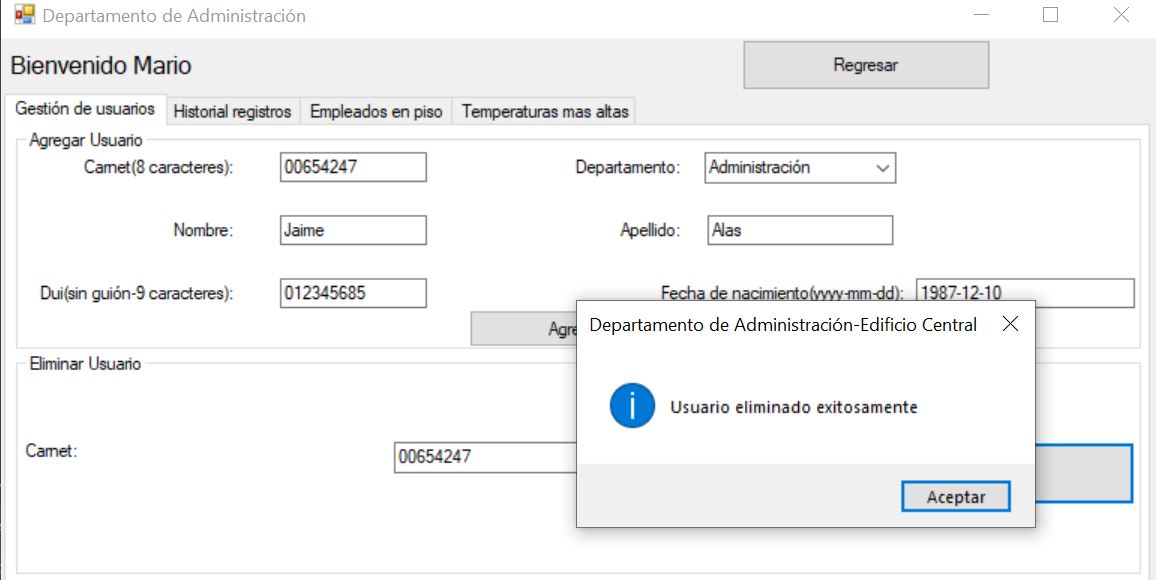 Departamento de Administración
Bienvenido Mario
Regresar
Gestión de usuarios
Historial registros
Empleados en piso
Temperaturas mas altas
Agregar Usuario
Carnet(8 caracteres):
00654247
Departamento:
Administración
Nombre:
Jaime
Apellido:
Alas
Dui(sin guión-9 caracteres):
012345685
Fecha de nacimiento(yyyy-mm-dd):
1987-12-10
Agre
Departamento de Administración-Edificio Central
Usuario eliminado exitosamente
Aceptar
Eliminar Usuario
Carnet:
00654247